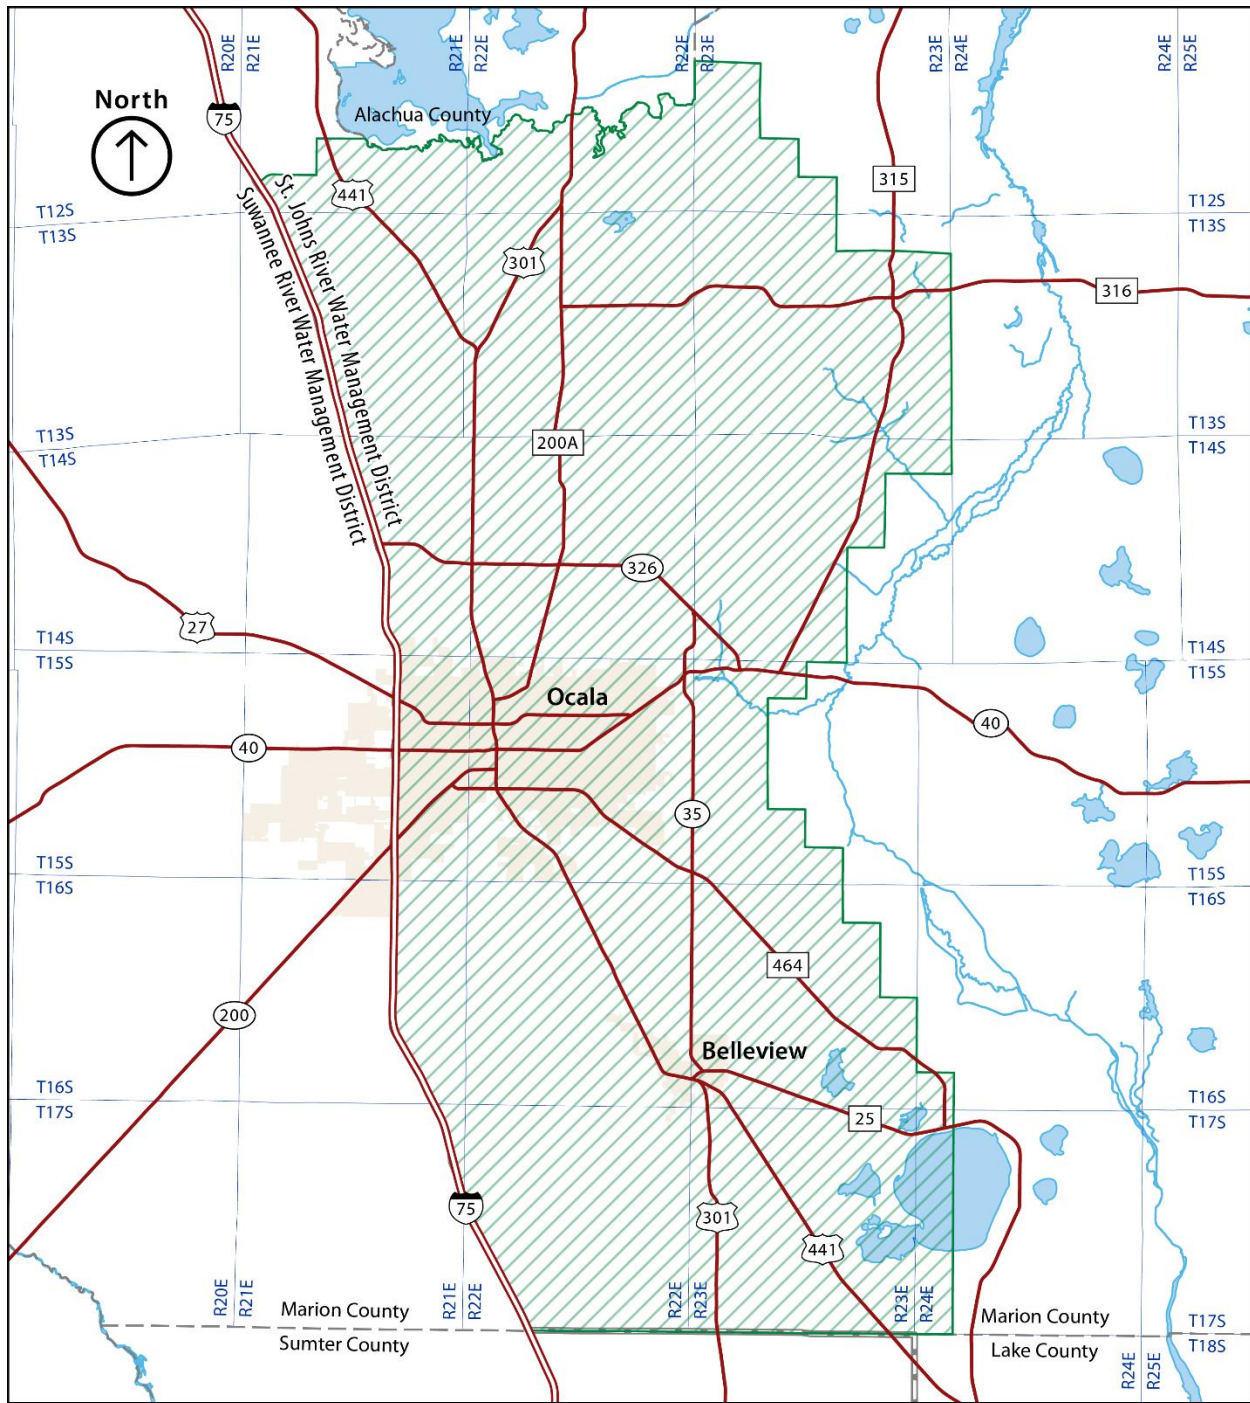 R20E
R21E
R21E
R22E
R22E
R23E
R23E
R24E
R24E
R25E
North
75
Alachua County
441
315
St. Johns River Water Management District
Suwannee River Water Management District
T12S
T13S
T12S
T13S
301
316
T13S
T14S
200A
T13S
T14S
326
27
T14S
T15S
T14S
T15S
Ocala
40
40
35
T15S
T16S
T15S
T16S
464
200
Belleview
T16S
T17S
T16S
T17S
25
75
301
441
R20E
R21E
R21E
R22E
R22E
R23E
R23E
R24E
Marion County
Marion County
T17S
Sumter County
Lake County
T18S
R24E
R25E